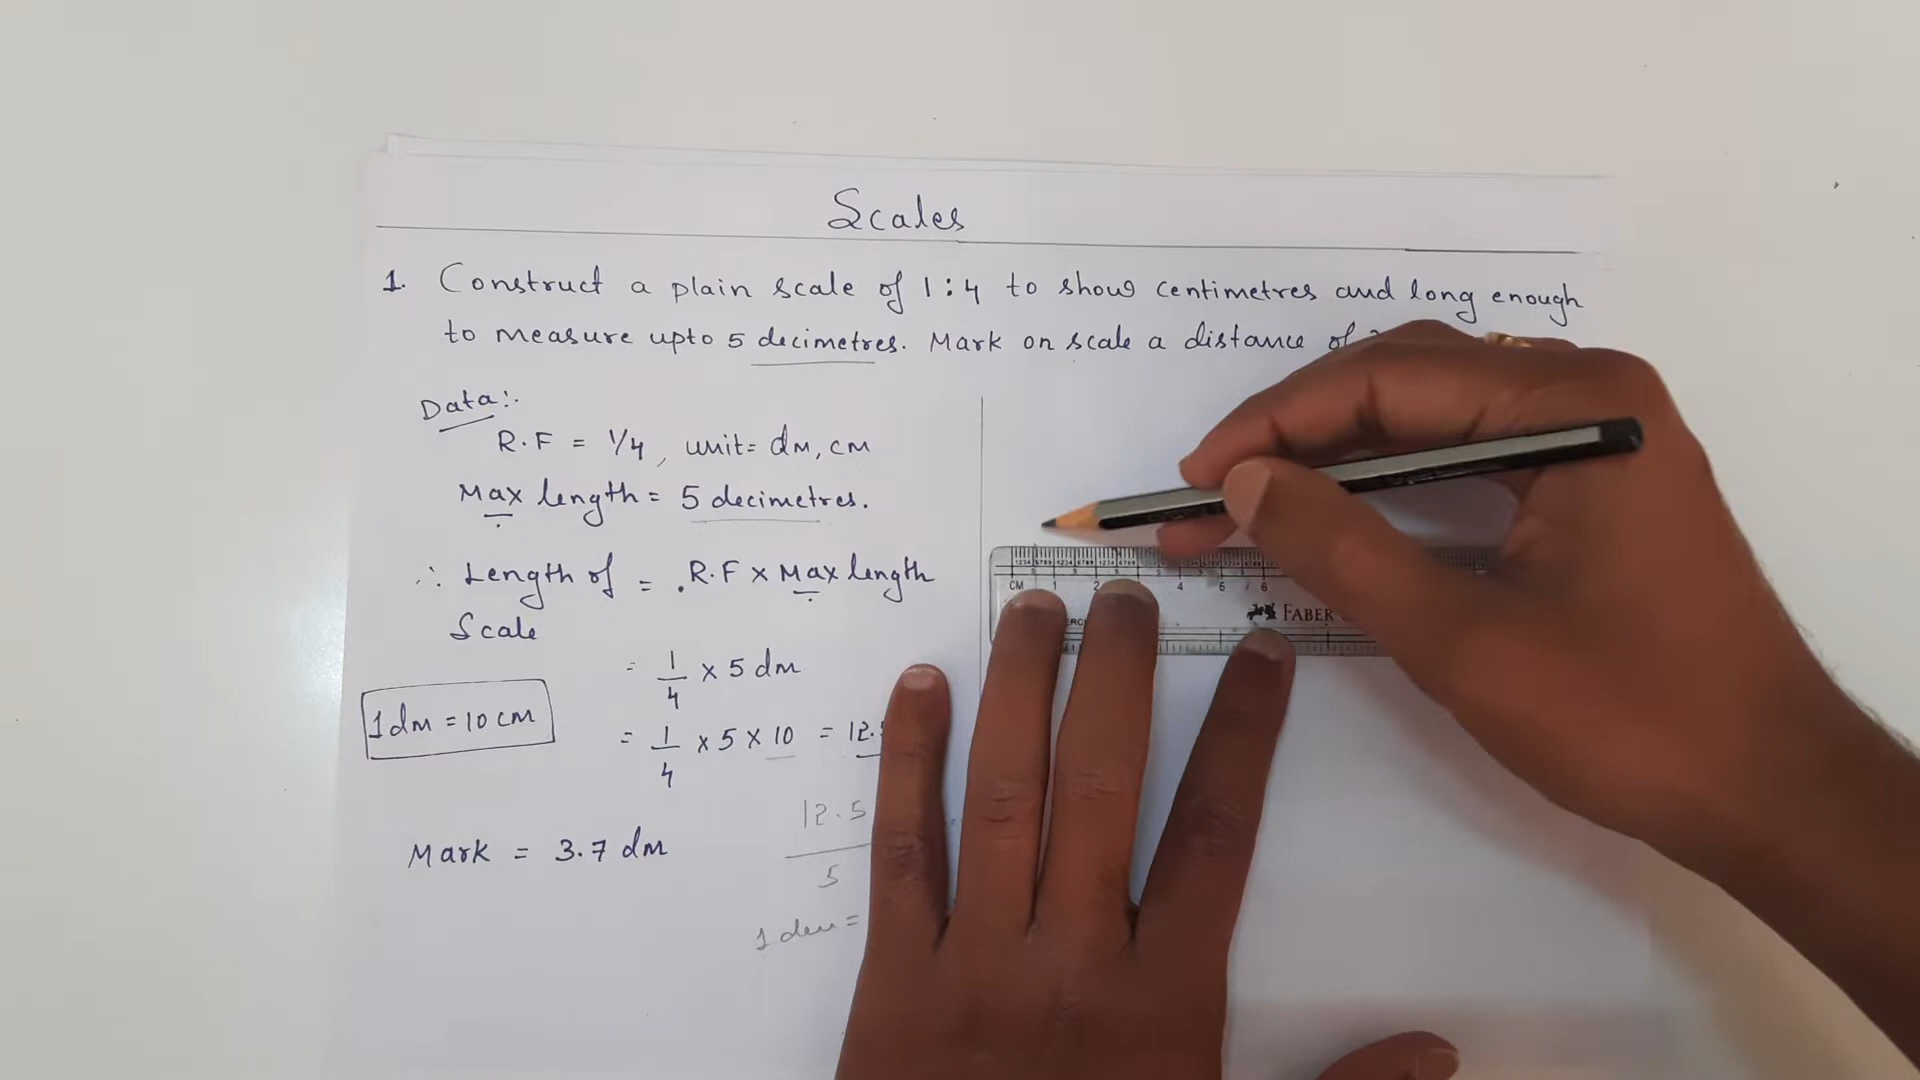 Scales
1. Construct a plain scale of 1:4 to show centimetres and long enough
to measure upto 5 decimetres. Mark on scale a distance of
Data:.
R.F = 1/4, unit= dm, cm
Max length = 5 decimetres.
∴ Length of Scale = R.F x Max length
= 1/4 x 5 dm
1 dm = 10 cm
= 1/4 x 5 x 10 = 12.
12.5
5
Mark = 3.7 dm
1 dm =
CM 1 2 4 5 6
FABER